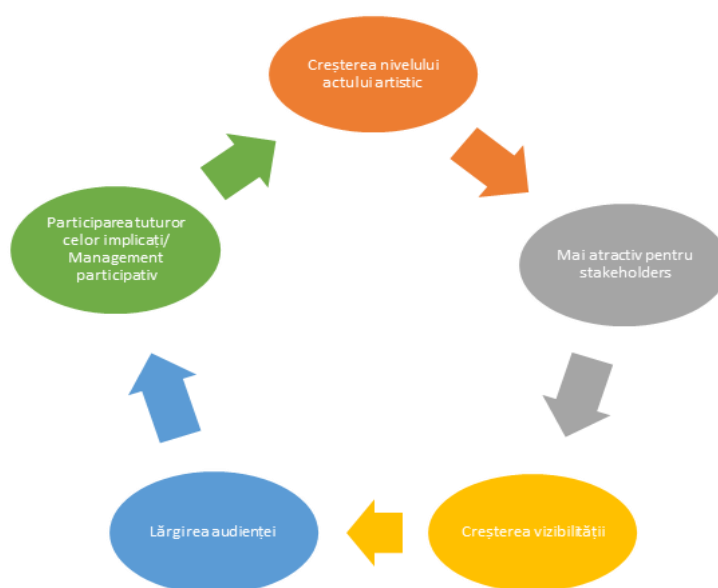 Creșterea nivelului
actului artistic
Mai atractiv pentru
stakeholders
Creșterea vizibilității
Lărgirea audienței
Participarea tuturor
celor implicați/
Management
participativ